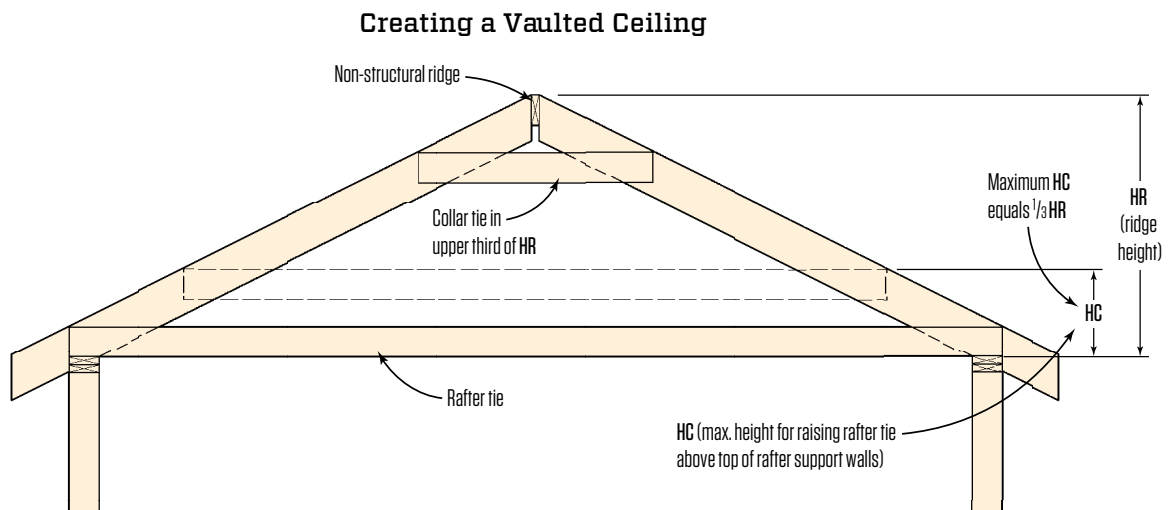 Creating a Vaulted Ceiling
Non-structural ridge
Collar tie in
upper third of HR
Maximum HC
equals 1/3 HR
HR
(ridge
height)
HC
Rafter tie
HC (max. height for raising rafter tie
above top of rafter support walls)